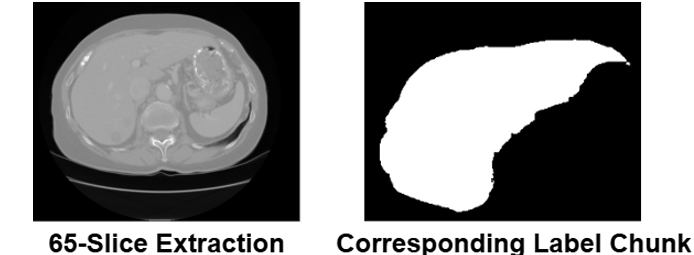 65-Slice Extraction
Corresponding Label Chunk